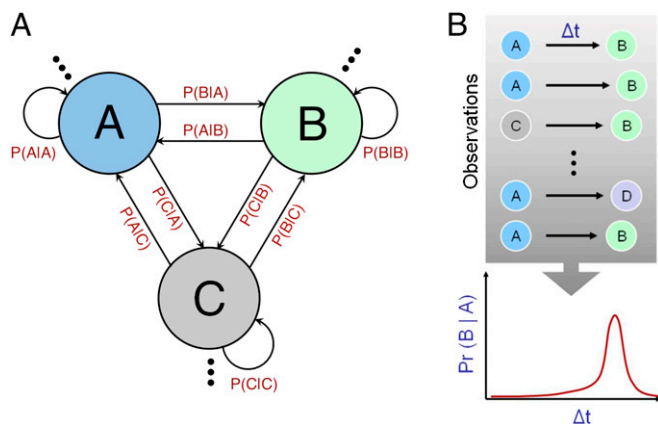 A
P(B|A)
A
B
P(A|B)
P(A|A)
P(B|B)
P(C|A)
P(C|B)
P(A|C)
P(B|C)
C
P(C|C)
B
Observations
Δt
A B
A B
C B
A D
A B
Pr (B | A)
Δt